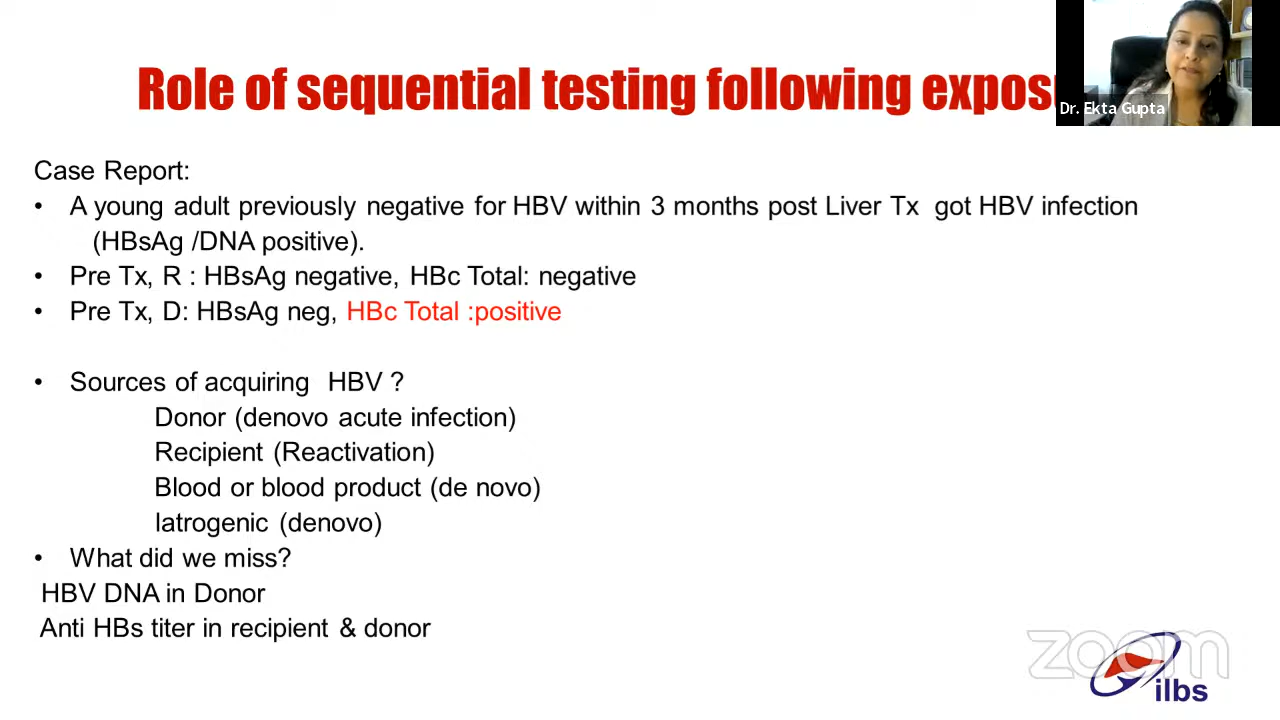 Role of sequential testing following expos
Dr. Ekta Gupta
Case Report:
• A young adult previously negative for HBV within 3 months post Liver Tx got HBV infection
(HBsAg /DNA positive).
• Pre Tx, R : HBsAg negative, HBc Total: negative
• Pre Tx, D: HBsAg neg, HBc Total :positive
• Sources of acquiring HBV ?
Donor (denovo acute infection)
Recipient (Reactivation)
Blood or blood product (de novo)
Iatrogenic (denovo)
• What did we miss?
HBV DNA in Donor
Anti HBs titer in recipient & donor
zoom
ilbs